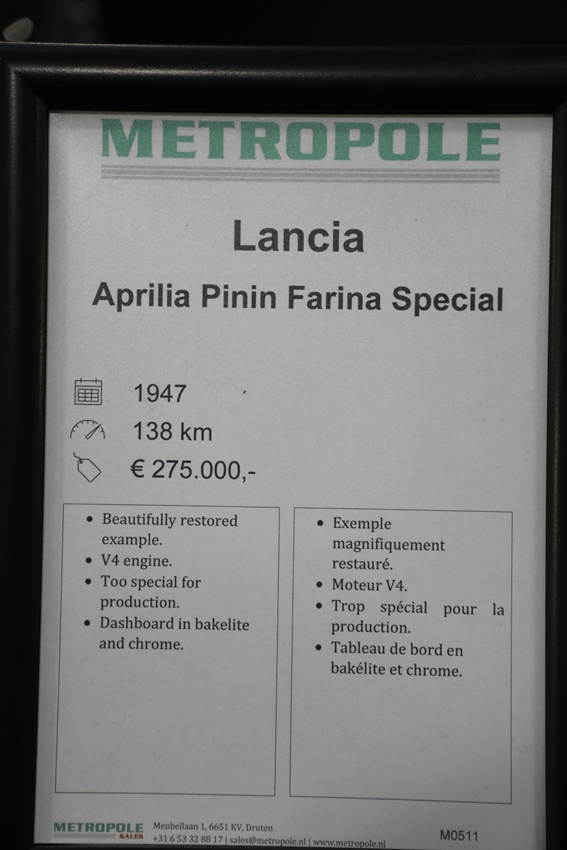 METROPOLE
Lancia
Aprilia Pinin Farina Special
1947
138 km
€ 275.000,-
• Beautifully restored
example.
• V4 engine.
• Too special for
production.
• Dashboard in bakelite
and chrome.
• Exemple
magnifiquement
restauré.
• Moteur V4.
• Trop spécial pour la
production.
• Tableau de bord en
bakélite et chrome.
METROPOLE
SALES
Meubellaan 1, 6651 KV, Druten
+31 6 53 32 88 17 | sales@metropole.nl | www.metropole.nl
M0511